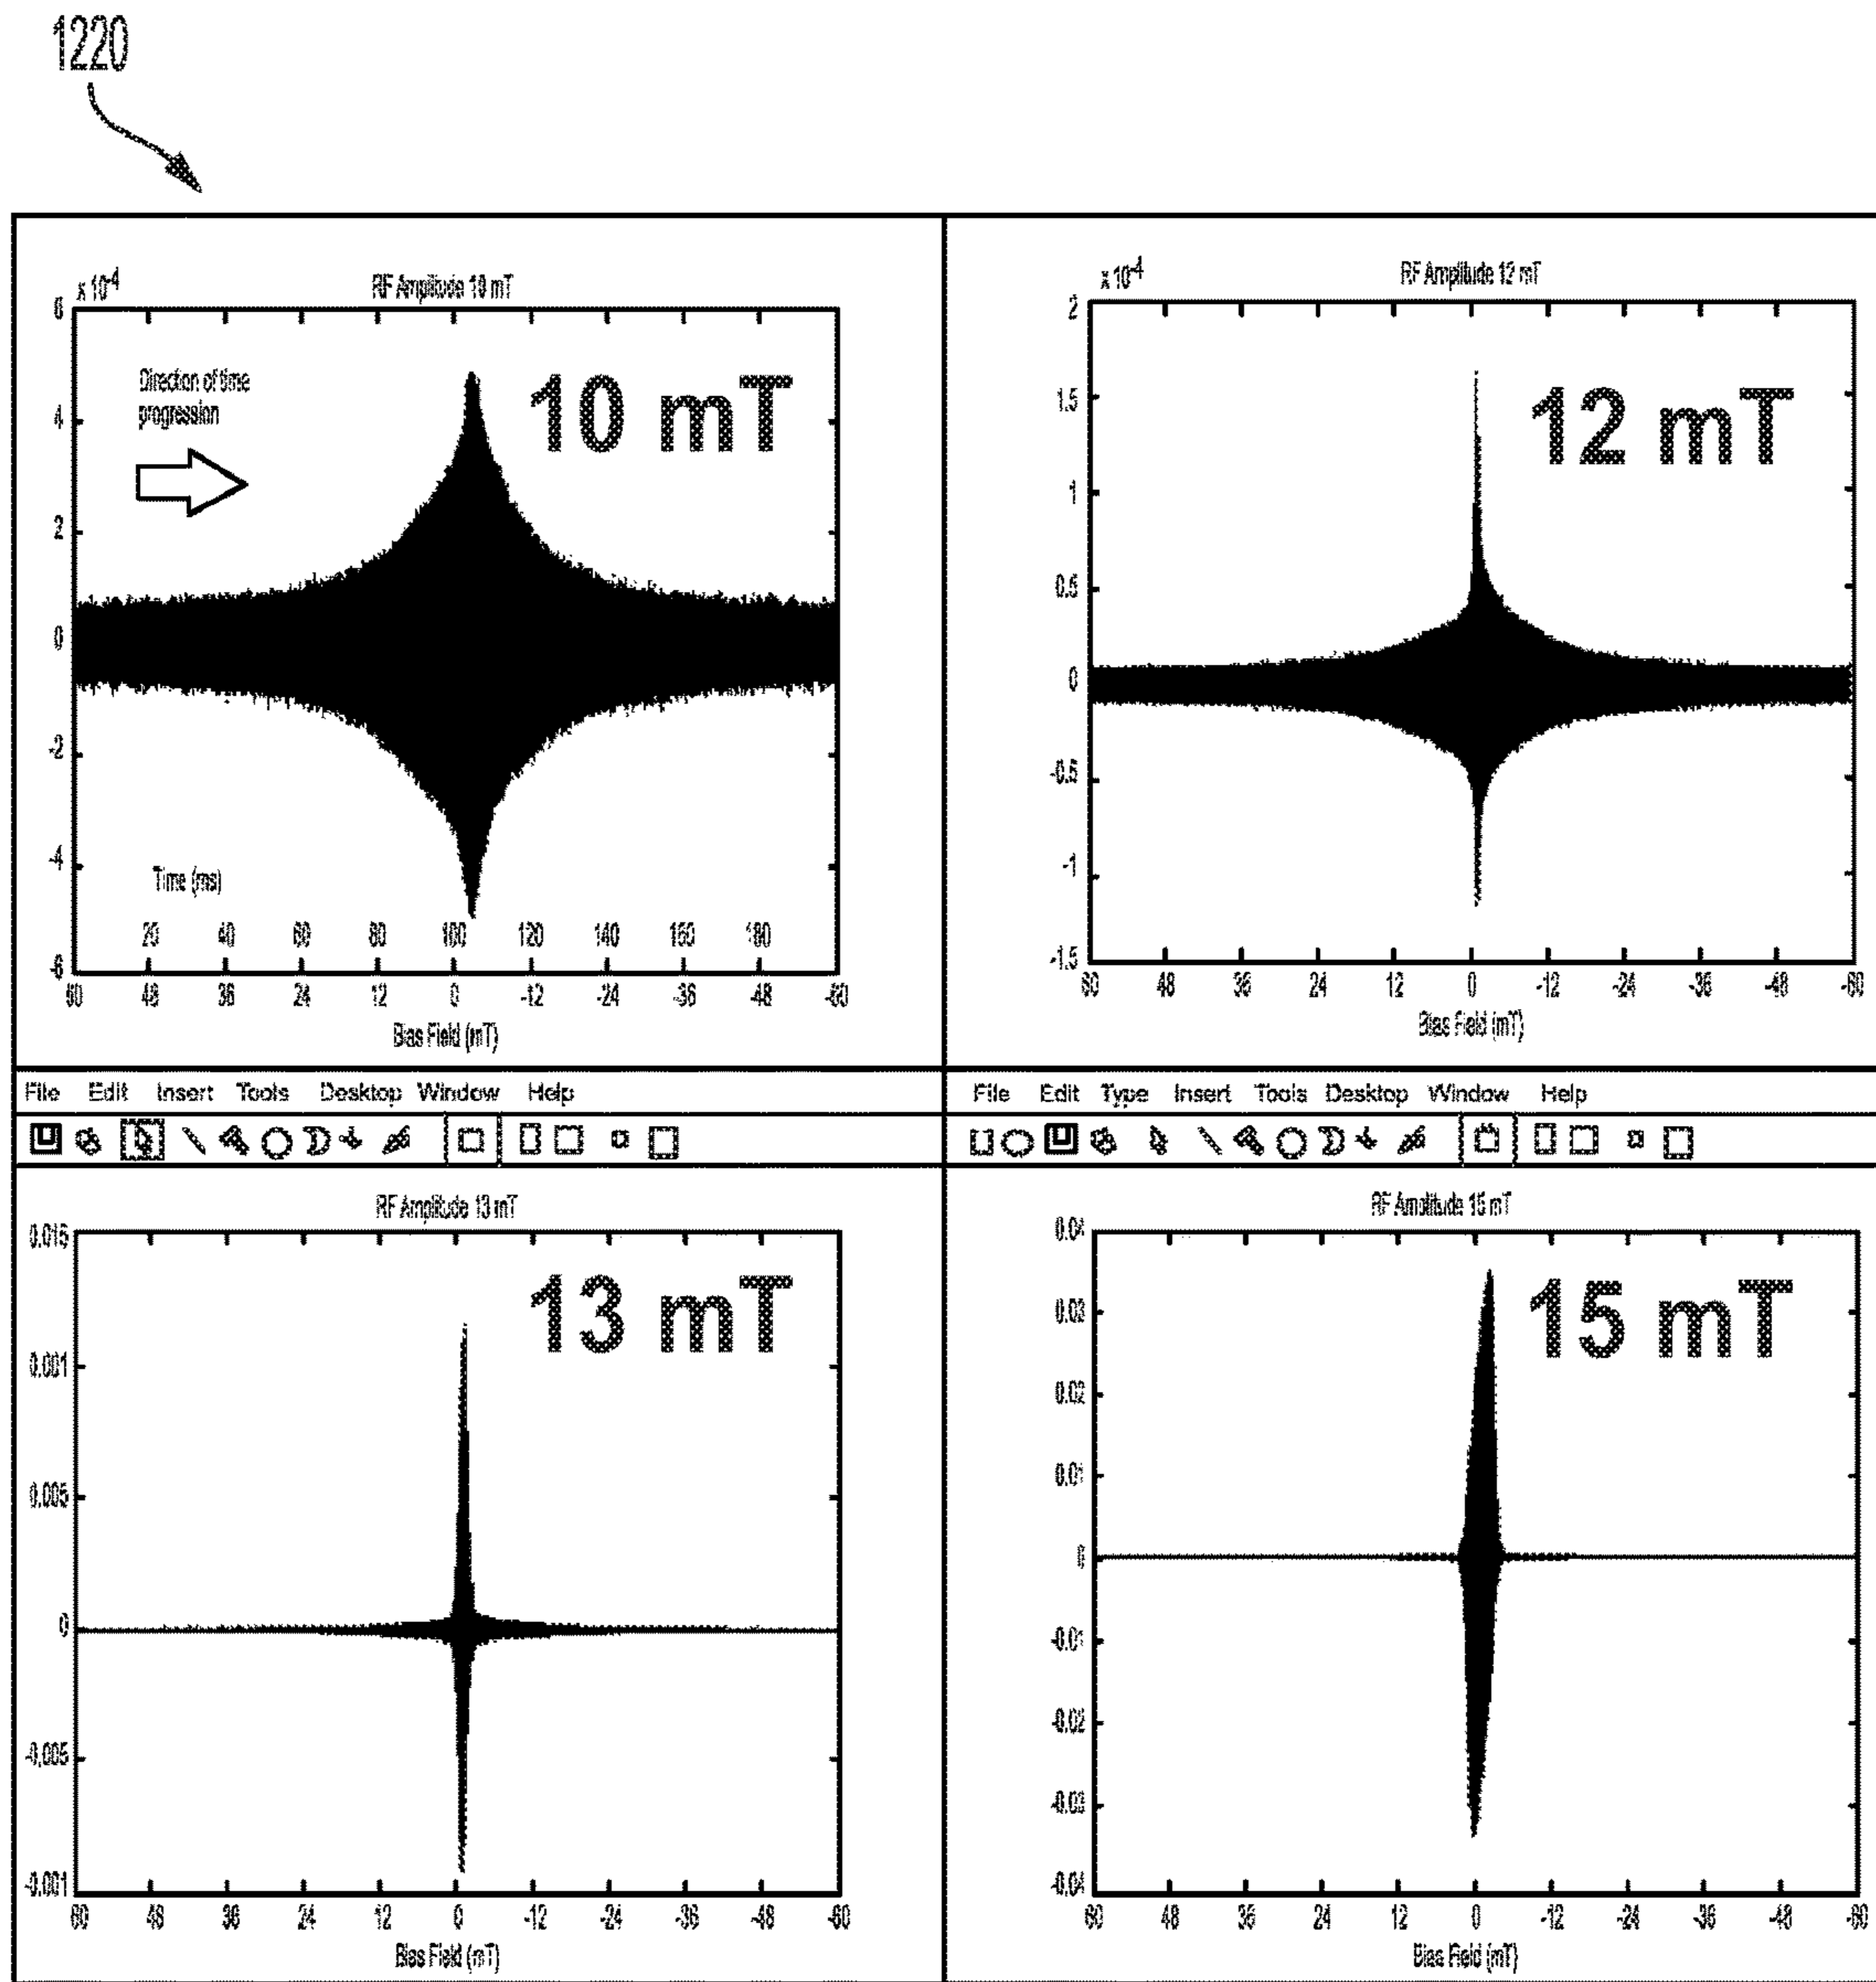 1220
x 10-4
RF Amplitude 10 mT
6
Direction of time
progression
10 mT
4
2
0
-2
-4
Time (ms)
20 40 60 80 100 120 140 160 180
-6
60 48 36 24 12 0 -12 -24 -36 -48 -60
Bias Field (mT)
x 10-4
RF Amplitude 12 mT
2
12 mT
1.5
1
0.5
0
-0.5
-1
-1.5
60 48 36 24 12 0 -12 -24 -36 -48 -60
Bias Field (mT)
File Edit Insert Tools Desktop Window Help
File Edit Type Insert Tools Desktop Window Help
RF Amplitude 13 mT
0.015
13 mT
0.001
0.005
0
-0.005
-0.001
60 48 36 24 12 0 -12 -24 -36 -48 -60
Bias Field (mT)
RF Amplitude 15 mT
0.04
15 mT
0.03
0.02
0.01
0
-0.01
-0.02
-0.03
-0.04
60 48 36 24 12 0 -12 -24 -36 -48 -60
Bias Field (mT)